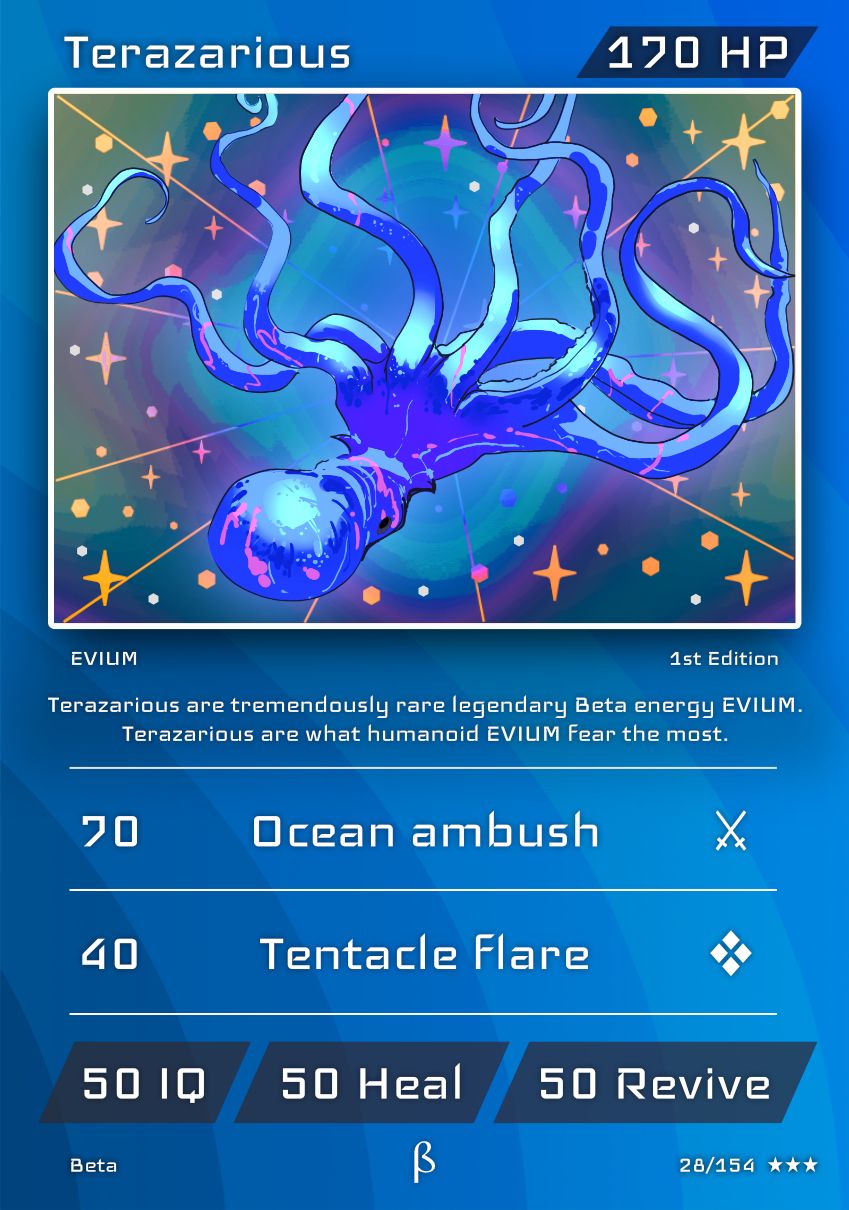 Terazarious
170 HP
EVIUM
1st Edition
Terazarious are tremendously rare legendary Beta energy EVIUM.
Terazarious are what humanoid EVIUM fear the most.
70 Ocean ambush
40 Tentacle flare
50 IQ 50 Heal 50 Revive
Beta β 28/154 ★★★